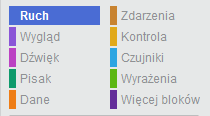 Ruch
Wygląd
Dźwięk
Pisak
Dane
Zdarzenia
Kontrola
Czujniki
Wyrażenia
Więcej bloków